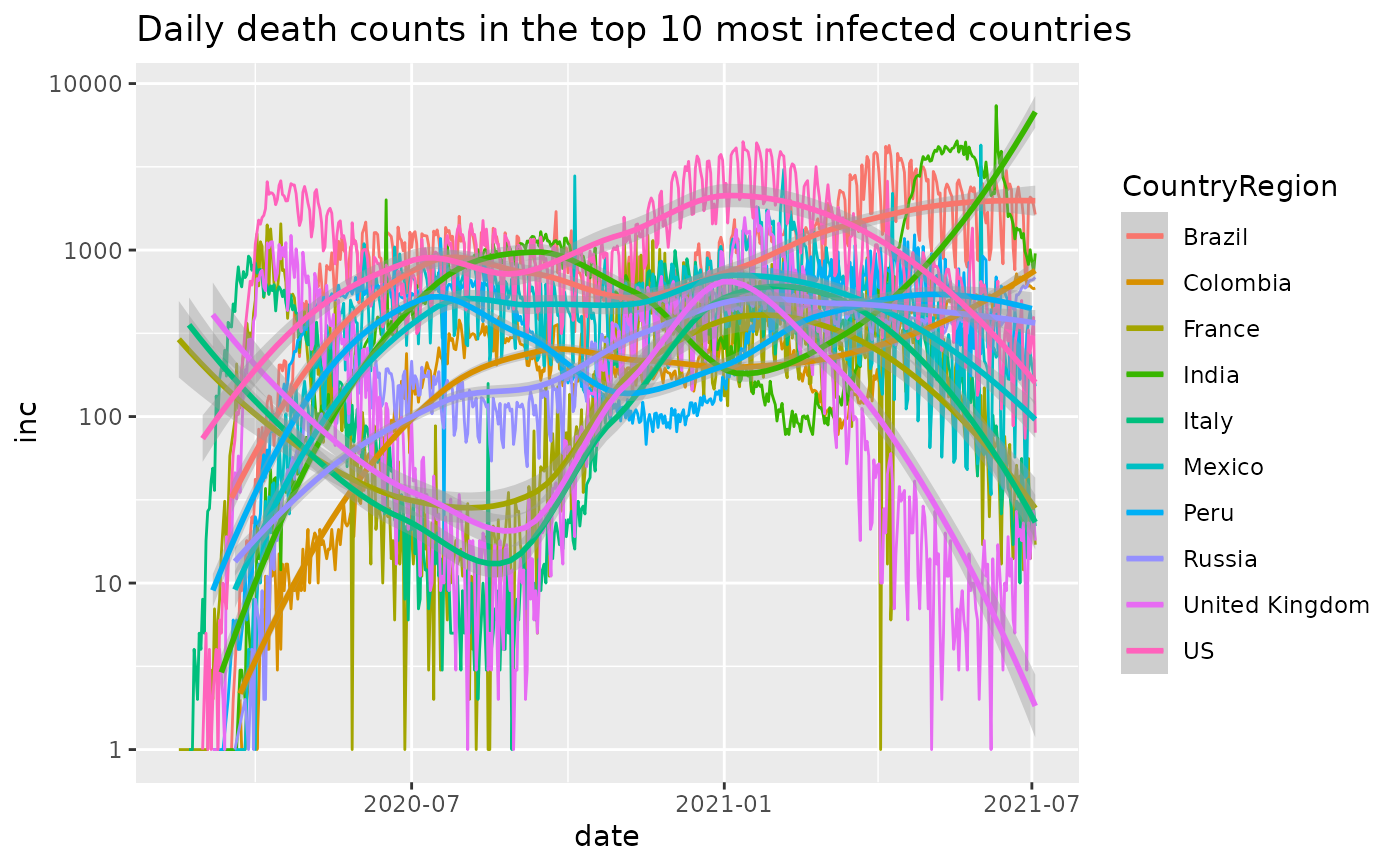 Daily death counts in the top 10 most infected countries
10000
1000
100
10
1
inc
2020-07
2021-01
2021-07
date
CountryRegion
Brazil
Colombia
France
India
Italy
Mexico
Peru
Russia
United Kingdom
US